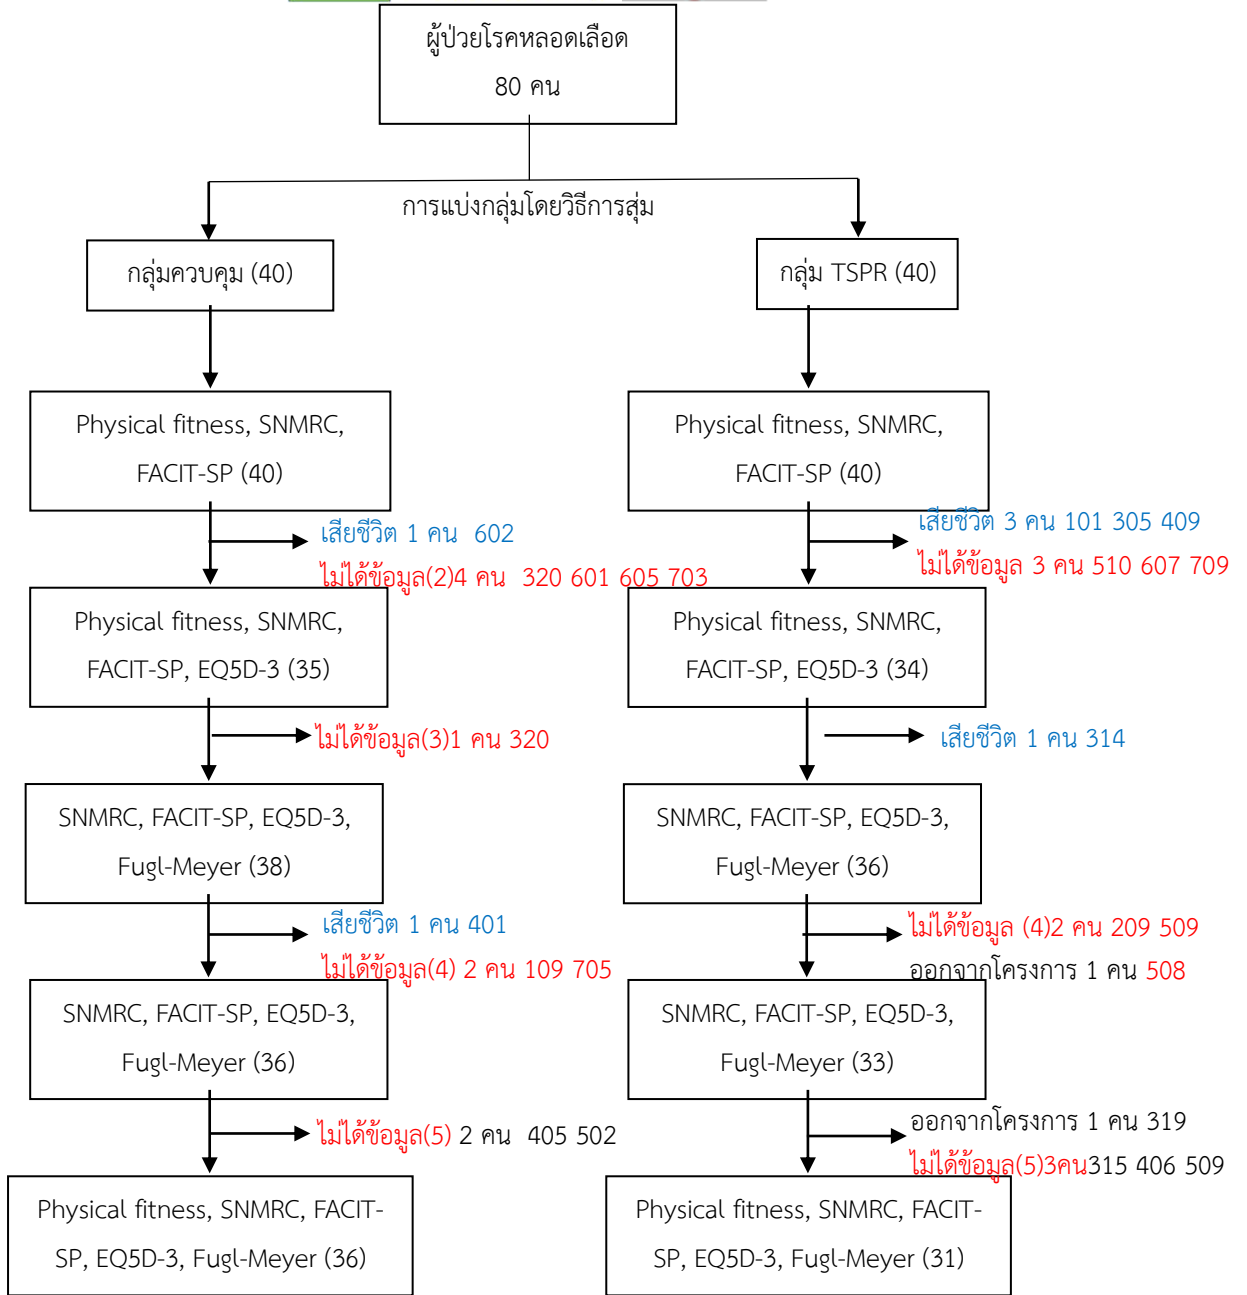 ผู้ป่วยโรคหลอดเลือด
80 คน
การแบ่งกลุ่มโดยวิธีการสุ่ม
กลุ่มควบคุม (40)
กลุ่ม TSPR (40)
Physical fitness, SNMRC,
FACIT-SP (40)
Physical fitness, SNMRC,
FACIT-SP (40)
เสียชีวิต 1 คน 602
ไม่ได้ข้อมูล(2)4 คน 320 601 605 703
เสียชีวิต 3 คน 101 305 409
ไม่ได้ข้อมูล 3 คน 510 607 709
Physical fitness, SNMRC,
FACIT-SP, EQ5D-3 (35)
Physical fitness, SNMRC,
FACIT-SP, EQ5D-3 (34)
ไม่ได้ข้อมูล(3)1 คน 320
เสียชีวิต 1 คน 314
SNMRC, FACIT-SP, EQ5D-3,
Fugl-Meyer (38)
SNMRC, FACIT-SP, EQ5D-3,
Fugl-Meyer (36)
เสียชีวิต 1 คน 401
ไม่ได้ข้อมูล(4) 2 คน 109 705
ไม่ได้ข้อมูล (4)2 คน 209 509
ออกจากโครงการ 1 คน 508
SNMRC, FACIT-SP, EQ5D-3,
Fugl-Meyer (36)
SNMRC, FACIT-SP, EQ5D-3,
Fugl-Meyer (33)
ไม่ได้ข้อมูล(5) 2 คน 405 502
ออกจากโครงการ 1 คน 319
ไม่ได้ข้อมูล(5)3คน315 406 509
Physical fitness, SNMRC, FACIT-
SP, EQ5D-3, Fugl-Meyer (36)
Physical fitness, SNMRC, FACIT-
SP, EQ5D-3, Fugl-Meyer (31)